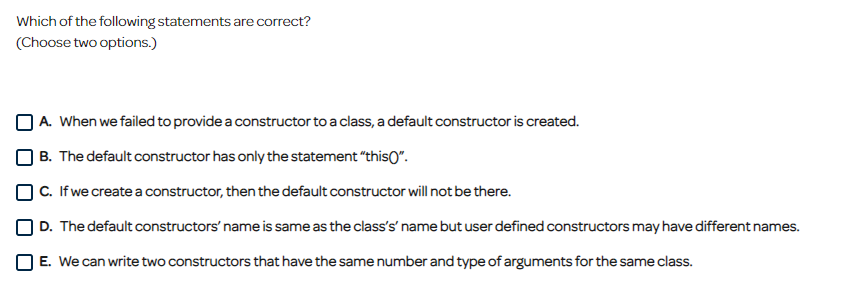 Which of the following statements are correct?
(Choose two options.)
A. When we failed to provide a constructor to a class, a default constructor is created.
B. The default constructor has only the statement “this()”.
C. If we create a constructor, then the default constructor will not be there.
D. The default constructors’ name is same as the class’s’ name but user defined constructors may have different names.
E. We can write two constructors that have the same number and type of arguments for the same class.